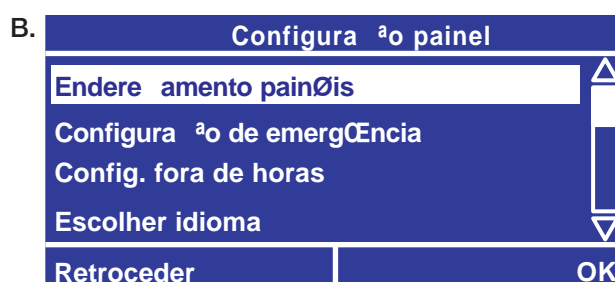 B.
Configura ªo painel
Endere amento painØis
Configura ªo de emergŒncia
Config. fora de horas
Escolher idioma
Retroceder OK